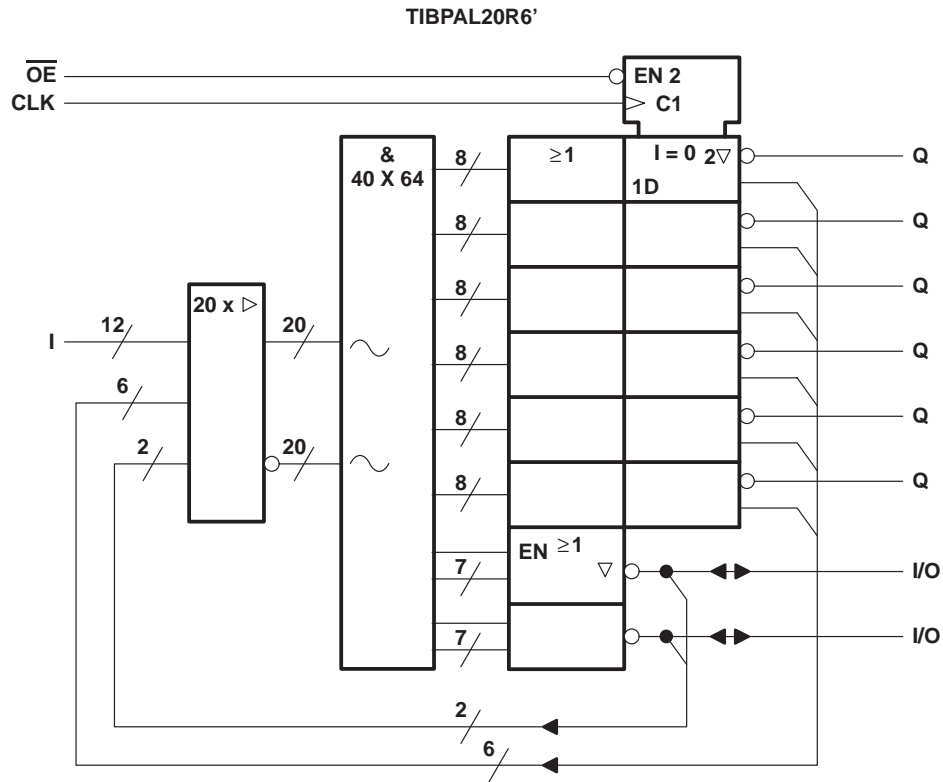 TIBPAL20R6’
OE
EN 2
CLK
C1
&
40 X 64
8
≥1
I = 0 2▽
Q
1D
8
Q
20 x ▷
8
Q
I
12
20
8
Q
6
8
Q
2
20
8
Q
EN ≥1
▽
7
I/O
7
I/O
2
6